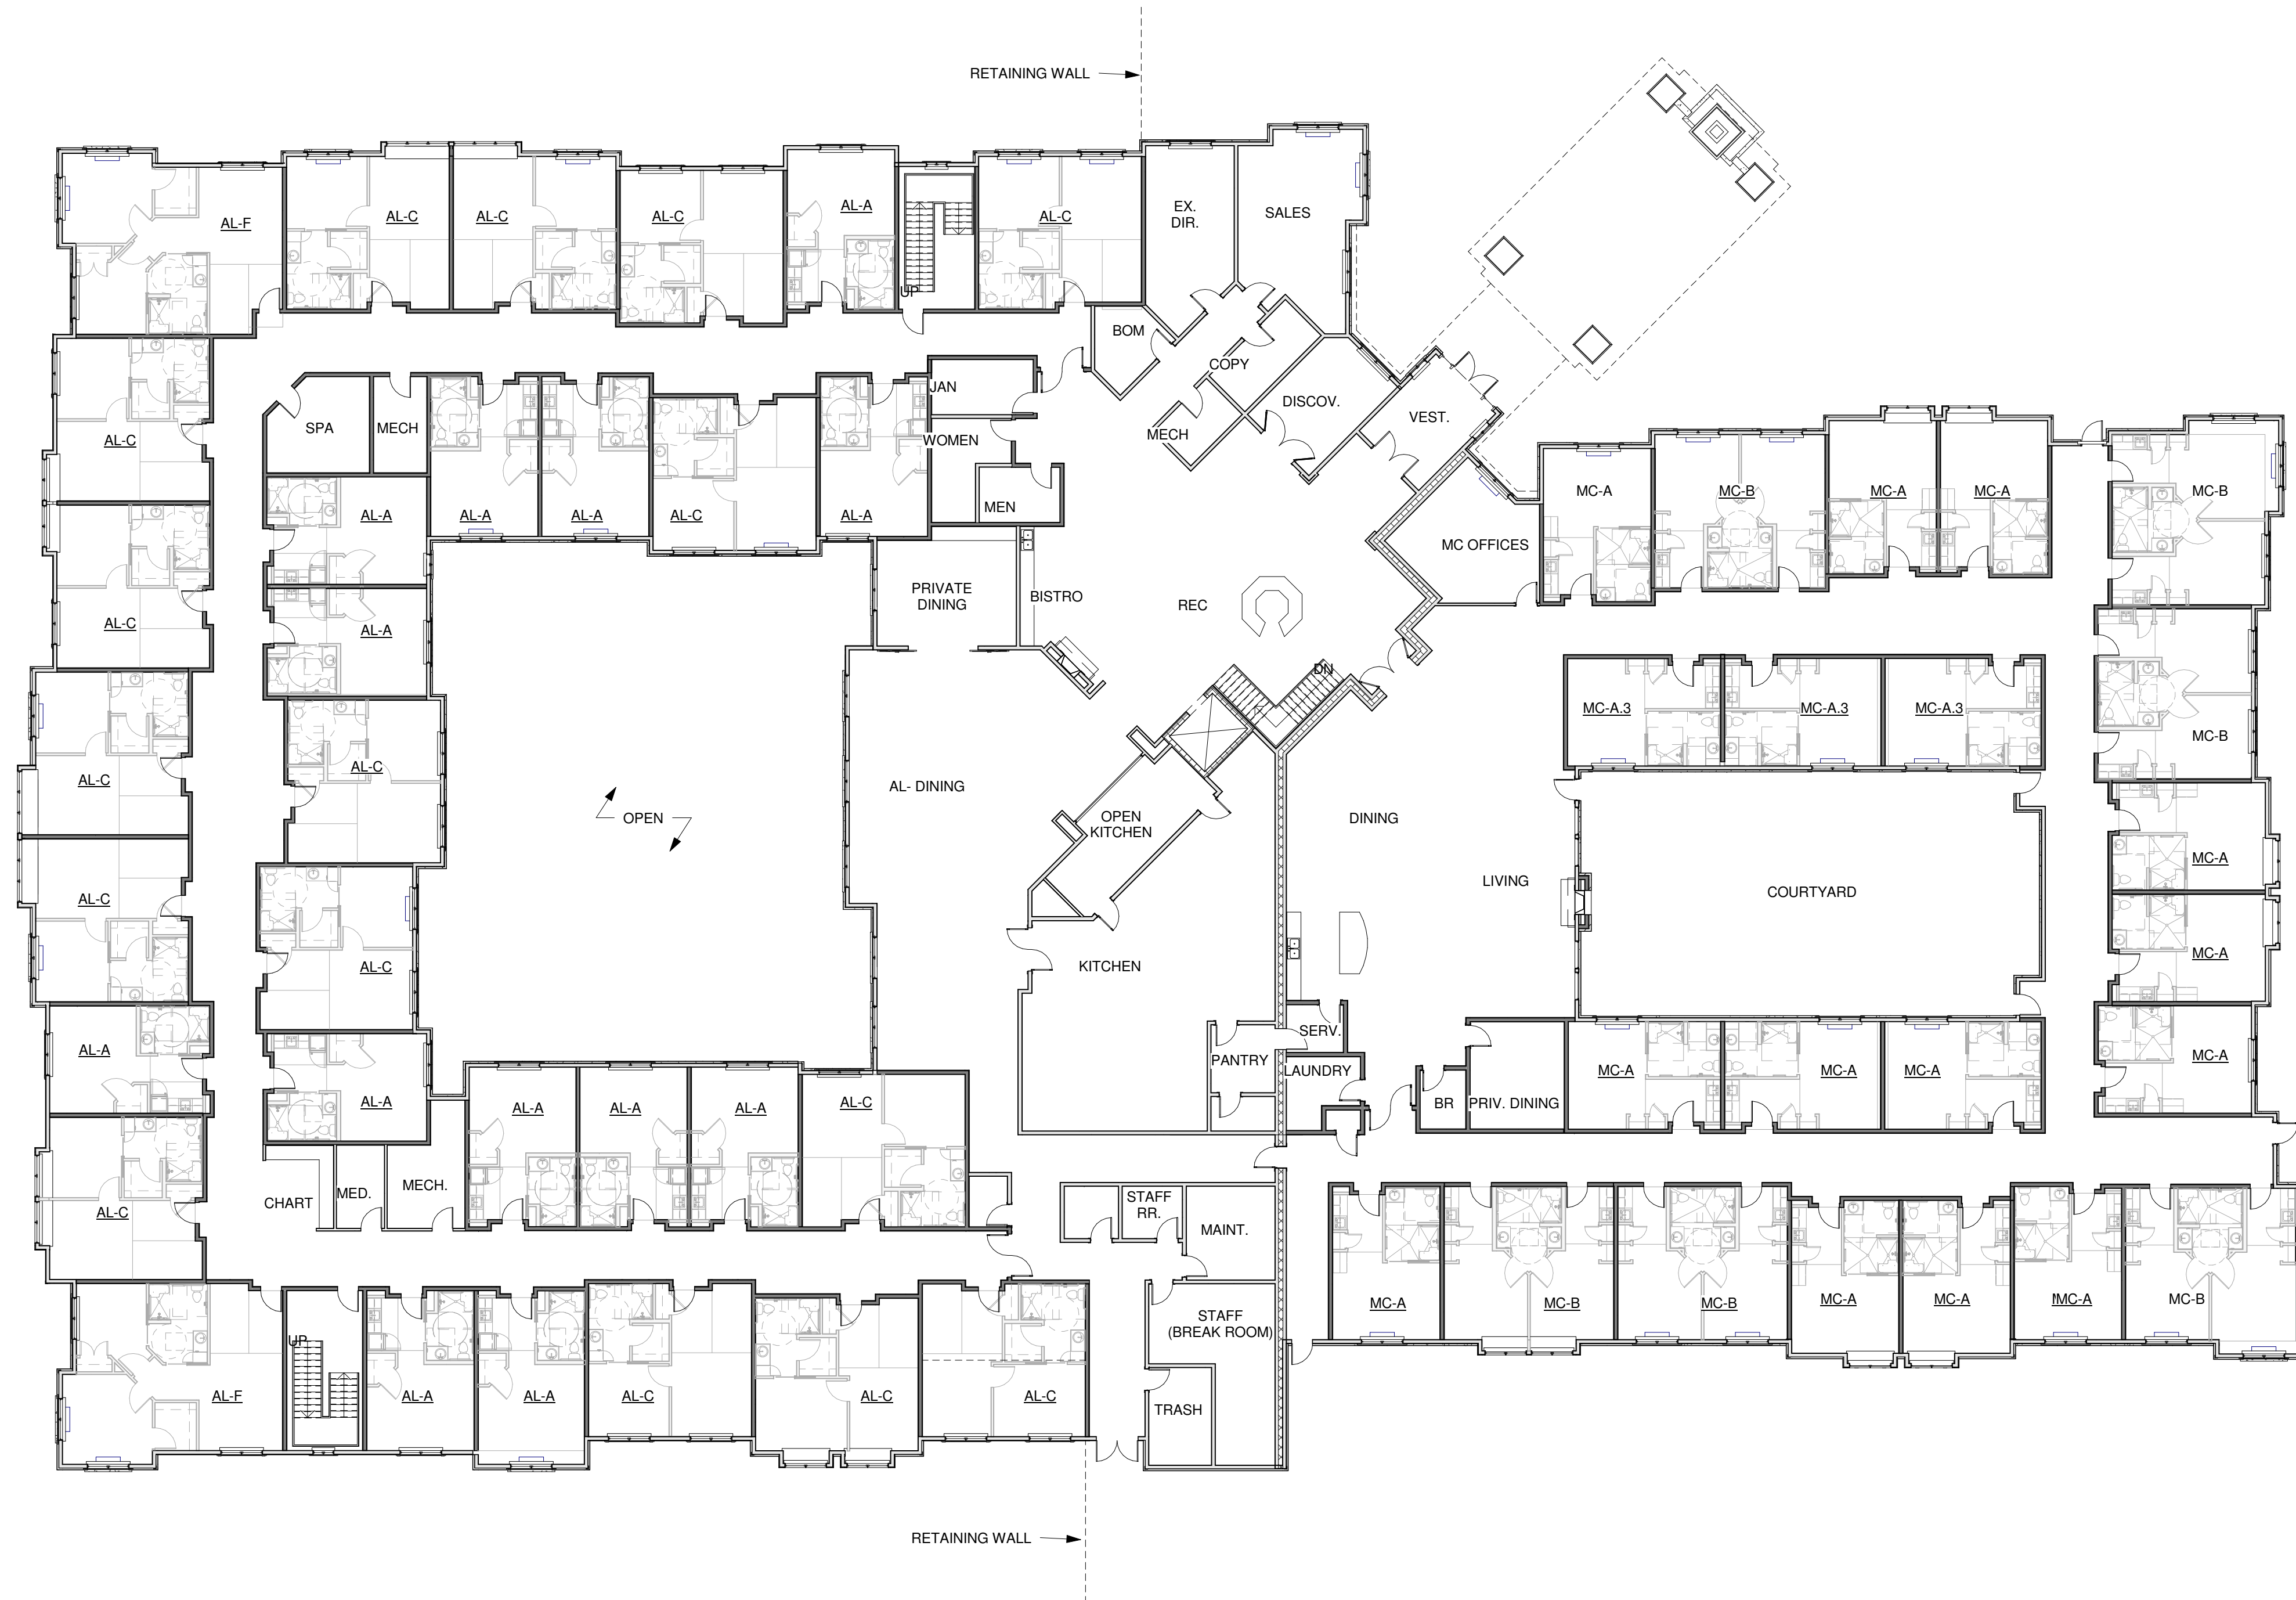 RETAINING WALL
AL-F
AL-C
AL-C
AL-C
AL-A
UP
AL-C
EX.
DIR.
SALES
BOM
COPY
DISCOV.
VEST.
MECH
JAN
WOMEN
MEN
SPA
MECH
AL-A
AL-A
AL-C
AL-A
AL-C
AL-C
AL-C
AL-C
AL-A
AL-C
AL-F
AL-A
AL-A
AL-C
AL-C
AL-A
OPEN
PRIVATE
DINING
BISTRO
REC
DN
AL- DINING
OPEN
KITCHEN
KITCHEN
PANTRY
SERV.
LAUNDRY
DINING
LIVING
COURTYARD
BR
PRIV. DINING
MC OFFICES
MC-A
MC-B
MC-A
MC-A
MC-B
MC-A.3
MC-A.3
MC-A.3
MC-B
MC-A
MC-A
MC-A
MC-A
MC-A
MC-A
CHART
MED.
MECH.
AL-A
AL-A
AL-A
AL-C
STAFF
RR.
MAINT.
STAFF
(BREAK ROOM)
TRASH
UP
AL-A
AL-A
AL-C
AL-C
AL-C
MC-A
MC-B
MC-B
MC-A
MC-A
MC-A
MC-B
RETAINING WALL